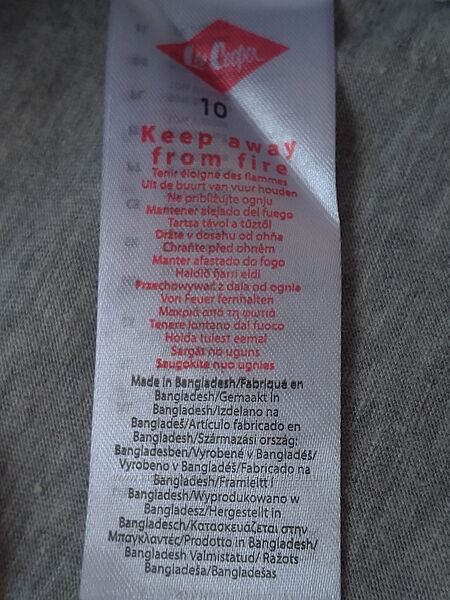 Lee Cooper
10
Keep away
from fire
Tenir éloigné des flammes
Uit de buurt van vuur houden
Ne približujte ognju
Mantener alejado del fuego
Tartsa távol a tűztől
Držte v dosahu od ohňa
Chraňte před ohněm
Manter afastado do fogo
Haldið fjarri eldi
Przechowywać z dala od ognia
Von Feuer fernhalten
Μακριά από τη φωτιά
Tenere lontano dal fuoco
Hoida tulest eemal
Sargāt no uguns
Saugokite nuo ugnies
Made in Bangladesh/Fabriqué en
Bangladesh/Gemaakt in
Bangladesh/Izdelano na
Bangladeš/Artículo fabricado en
Bangladesh/Származási ország:
Bangladesben/Vyrobené v Bangladéši/
Vyrobeno v Bangladéši/Fabricado na
Bangladesh/Framleitt í
Bangladesh/Wyprodukowano w
Bangladesz/Hergestellt in
Bangladesch/Κατασκευάζεται στην
Μπαγκλαντές/Prodotto in Bangladesh/
Bangladesh Valmistatud/ Ražots
Bangladeša/Bangladešas